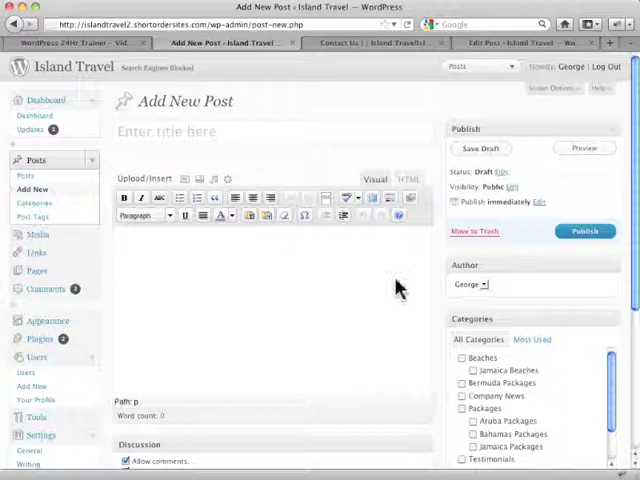 Add New Post ‹ Island Travel — WordPress
http://islandtravel2.shortordersites.com/wp-admin/post-new.php
Google
WordPress 24Hr Trainer – Vid...
Add New Post ‹ Island Travel ...
Contact Us | TravelIsl...
Edit Post ‹ Island Travel — Wo...
Island Travel
Search Engines Blocked
Posts
Howdy, George | Log Out
Screen Options
Help
Dashboard
Dashboard
Updates 2
Posts
Posts
Add New
Categories
Post Tags
Media
Links
Pages
Comments 2
Appearance
Plugins 2
Users
Users
Add New
Your Profile
Tools
Settings
General
Writing
Add New Post
Enter title here
Upload/Insert
Visual
HTML
B I ABC
Paragraph U A Ω
Path: p
Word count: 0
Discussion
Allow comments.
Publish
Save Draft
Preview
Status: Draft Edit
Visibility: Public Edit
Publish immediately Edit
Move to Trash
Publish
Author
George
Categories
All Categories
Most Used
Beaches
Jamaica Beaches
Bermuda Packages
Company News
Packages
Aruba Packages
Bahamas Packages
Jamaica Packages
Testimonials